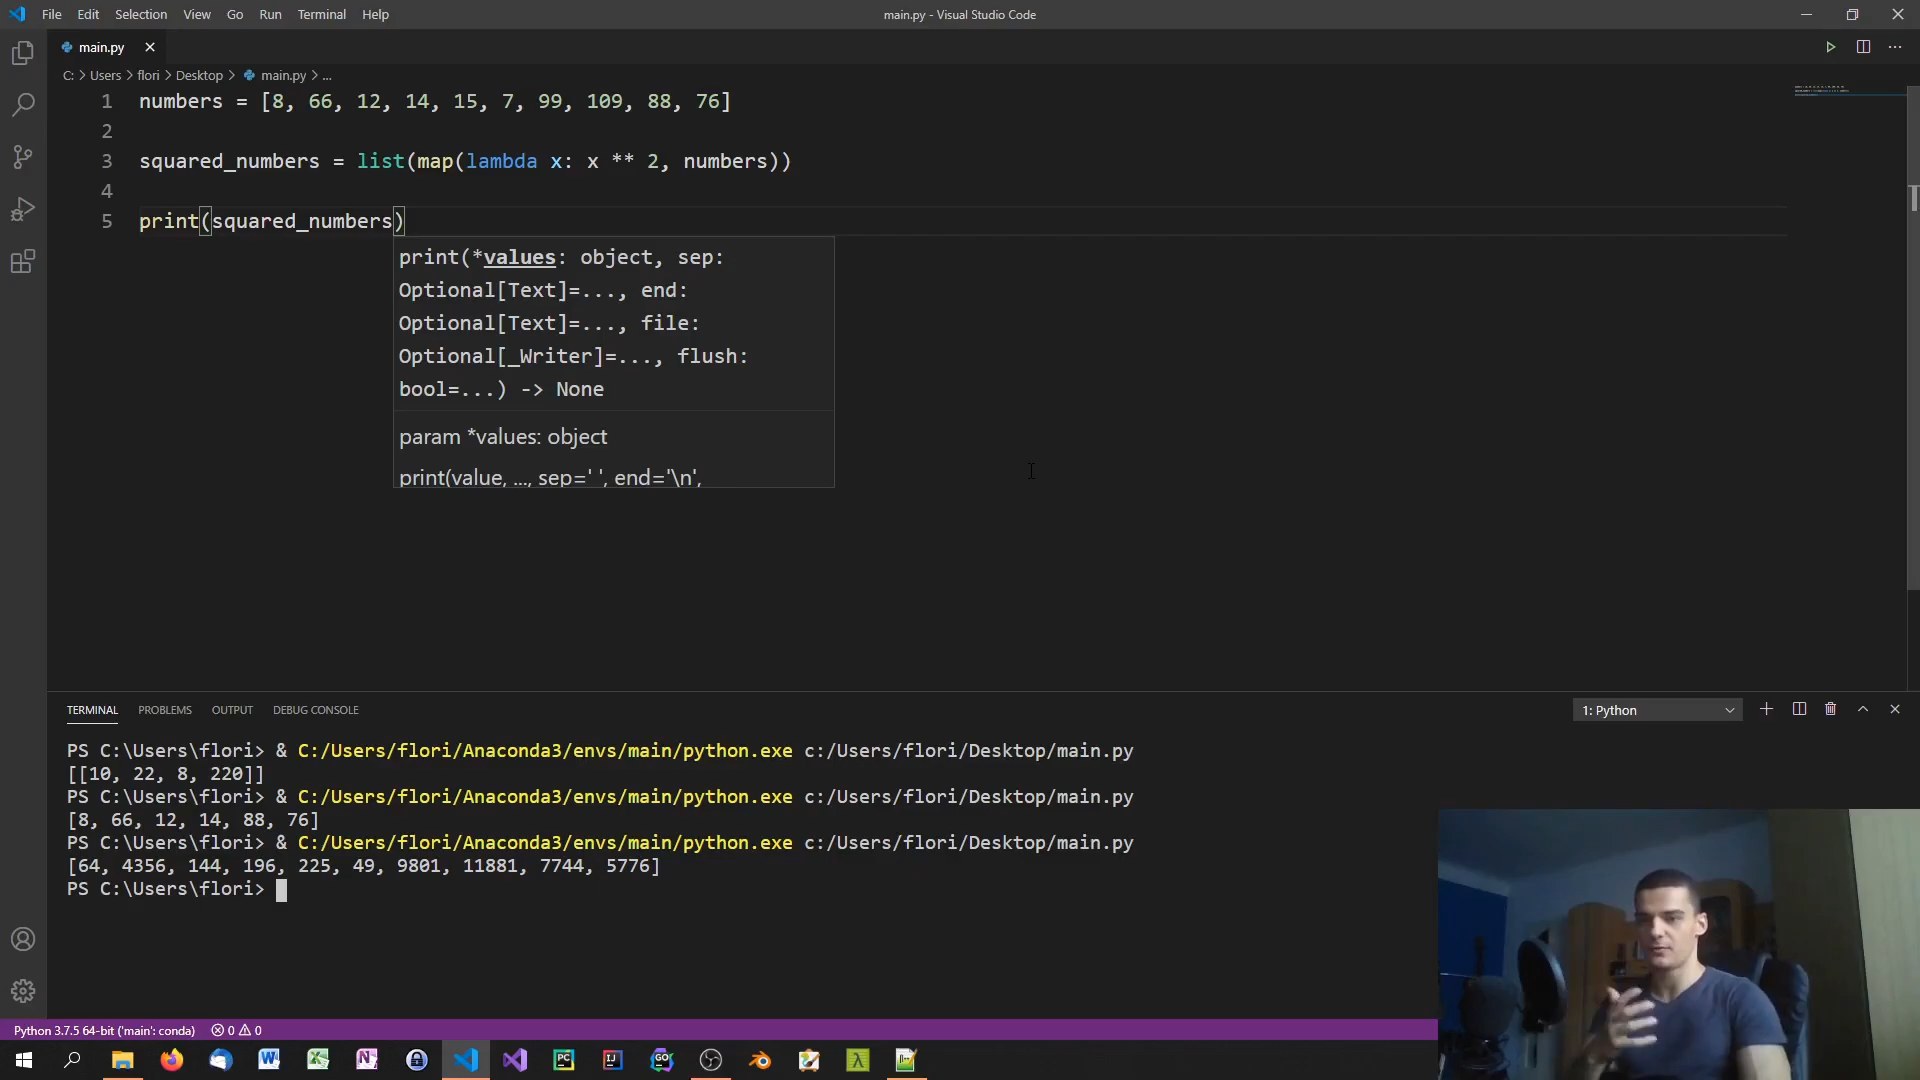 File Edit Selection View Go Run Terminal Help main.py - Visual Studio Code
main.py
C: > Users > flori > Desktop > main.py > ...
1 numbers = [8, 66, 12, 14, 15, 7, 99, 109, 88, 76]
2
3 squared_numbers = list(map(lambda x: x ** 2, numbers))
4
5 print(squared_numbers)
print(*values: object, sep:
Optional[Text]=..., end:
Optional[Text]=..., file:
Optional[_Writer]=..., flush:
bool=...) -> None
param *values: object
print(value, ..., sep=' ', end='\n',
TERMINAL PROBLEMS OUTPUT DEBUG CONSOLE 1: Python
PS C:\Users\flori> & C:/Users/flori/Anaconda3/envs/main/python.exe c:/Users/flori/Desktop/main.py
[[10, 22, 8, 220]]
PS C:\Users\flori> & C:/Users/flori/Anaconda3/envs/main/python.exe c:/Users/flori/Desktop/main.py
[8, 66, 12, 14, 88, 76]
PS C:\Users\flori> & C:/Users/flori/Anaconda3/envs/main/python.exe c:/Users/flori/Desktop/main.py
[64, 4356, 144, 196, 225, 49, 9801, 11881, 7744, 5776]
PS C:\Users\flori>
Python 3.7.5 64-bit ('main': conda) 0 0